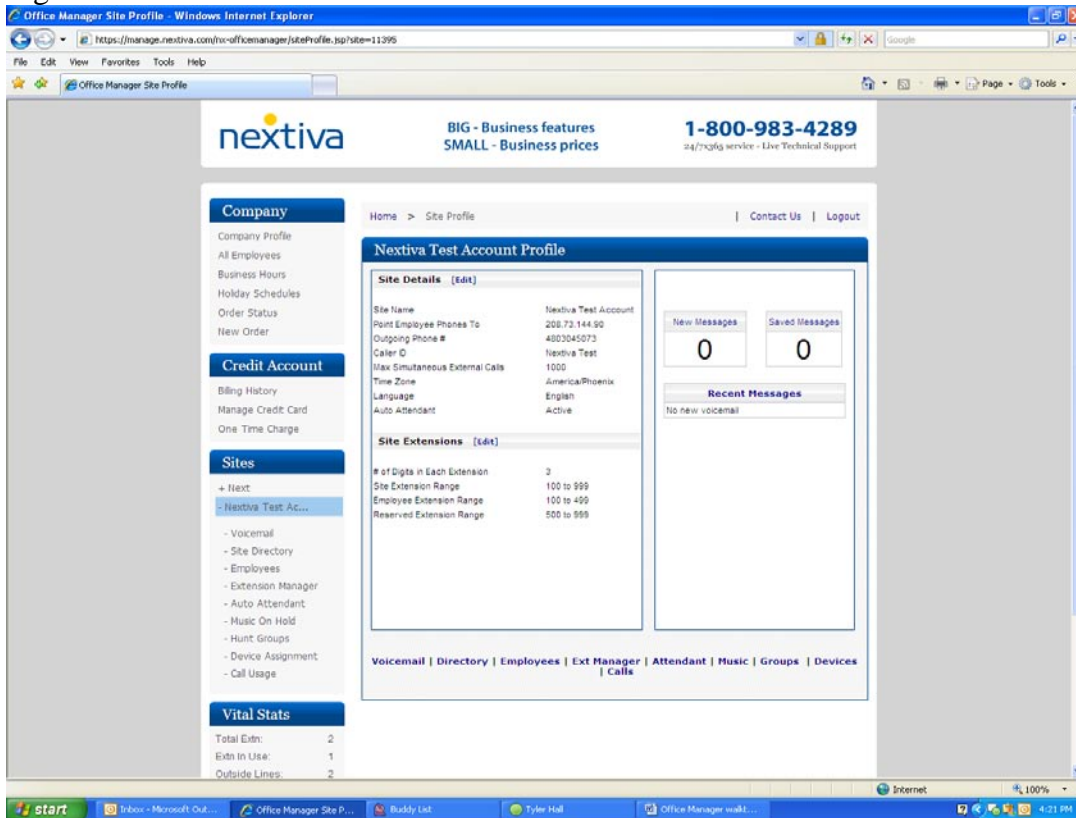 Office Manager Site Profile - Windows Internet Explorer
https://manage.nextiva.com/nx-officemanager/siteProfile.jsp?site=11395
Google
File Edit View Favorites Tools Help
Office Manager Site Profile
Page Tools
nextiva
BIG - Business features
SMALL - Business prices
1-800-983-4289
24/7x365 service - Live Technical Support
Company
Company Profile
All Employees
Business Hours
Holiday Schedules
Order Status
New Order
Credit Account
Billing History
Manage Credit Card
One Time Charge
Sites
+ Next
- Nextiva Test Ac...
- Voicemail
- Site Directory
- Employees
- Extension Manager
- Auto Attendant
- Music On Hold
- Hunt Groups
- Device Assignment
- Call Usage
Vital Stats
Total Extn: 2
Extn In Use: 1
Outside Lines: 2
Home > Site Profile | Contact Us | Logout
Nextiva Test Account Profile
Site Details [Edit]
Site Name Nextiva Test Account
Point Employee Phones To 208.73.144.90
Outgoing Phone # 4803045073
Caller ID Nextiva Test
Max Simultaneous External Calls 1000
Time Zone America/Phoenix
Language English
Auto Attendant Active
Site Extensions [Edit]
# of Digits in Each Extension 3
Site Extension Range 100 to 999
Employee Extension Range 100 to 499
Reserved Extension Range 500 to 999
New Messages Saved Messages
0 0
Recent Messages
No new voicemail
Voicemail | Directory | Employees | Ext Manager | Attendant | Music | Groups | Devices
| Calls
Internet 100%
start Inbox - Microsoft Out... Office Manager Site P... Buddy List Tyler Hall Office Manager walkt... 4:21 PM